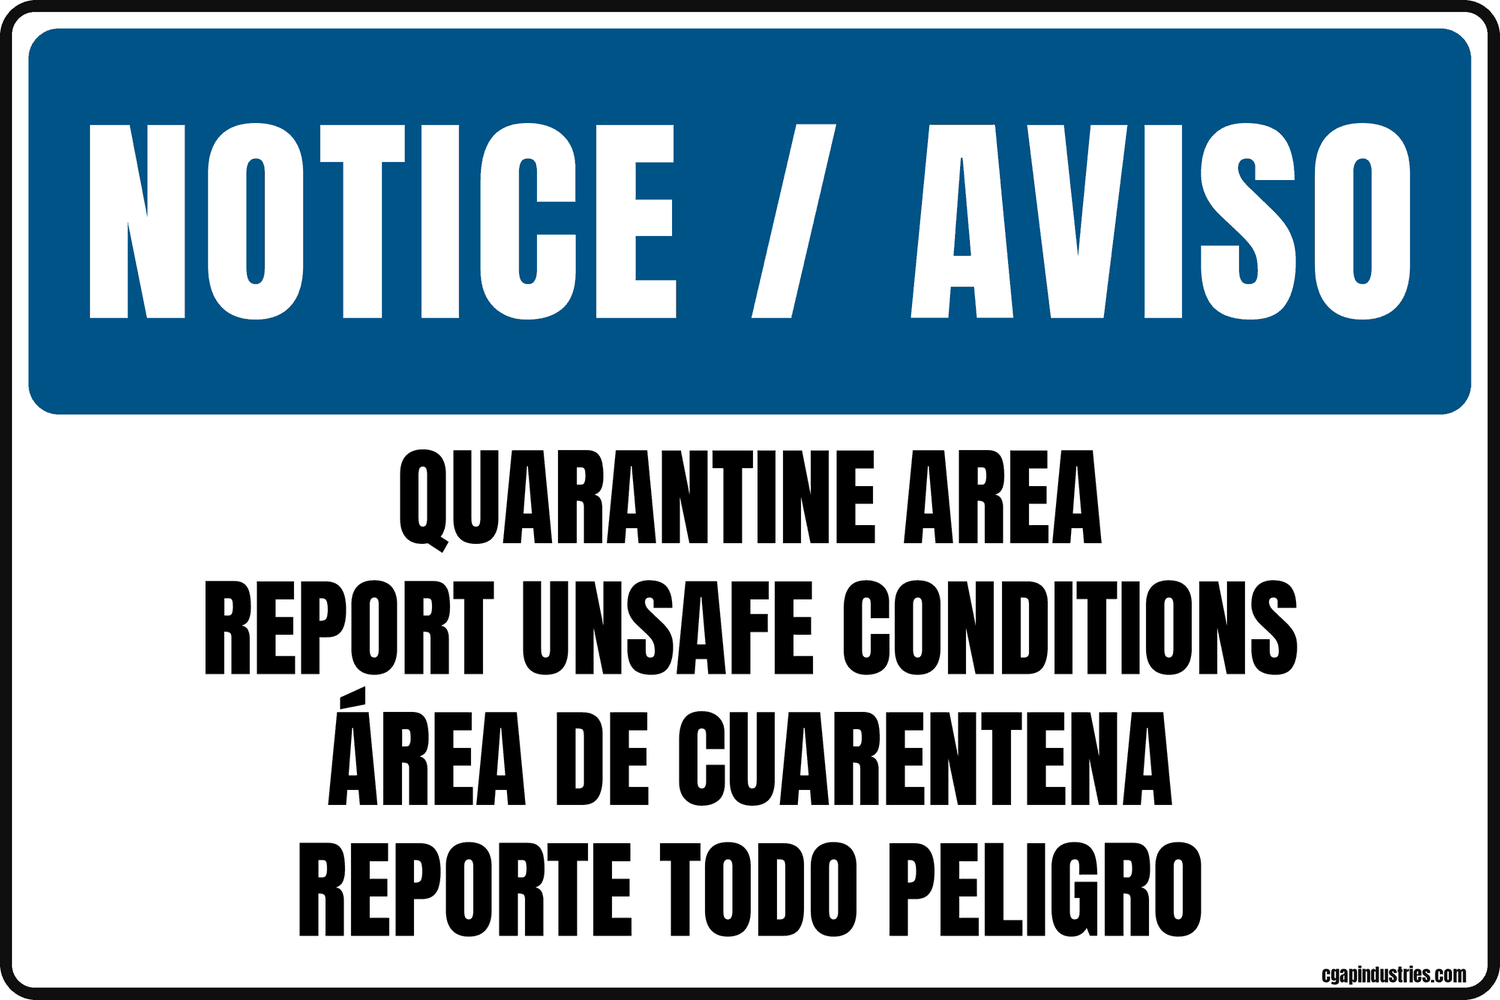 NOTICE / AVISO
QUARANTINE AREA
REPORT UNSAFE CONDITIONS
ÁREA DE CUARENTENA
REPORTE TODO PELIGRO
cgapindustries.com